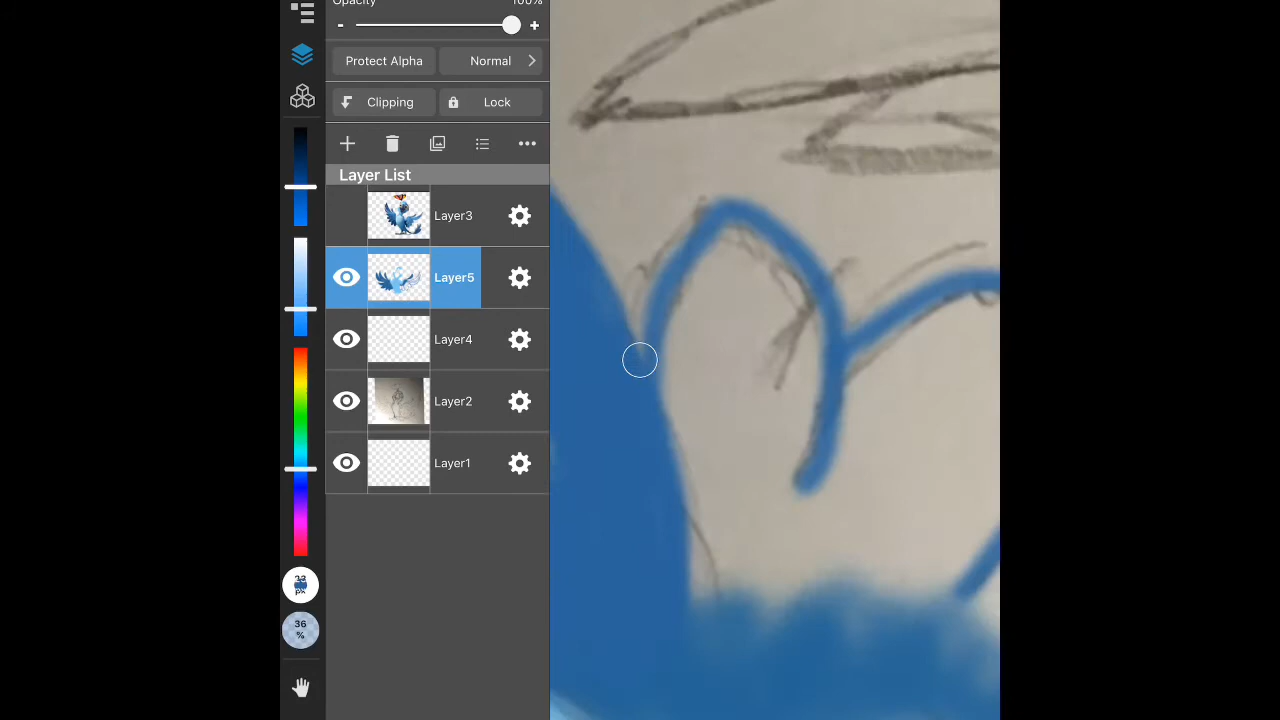 Opacity 100%
- +
Protect Alpha Normal
Clipping Lock
Layer List
Layer3
Layer5
Layer4
Layer2
Layer1
36
%